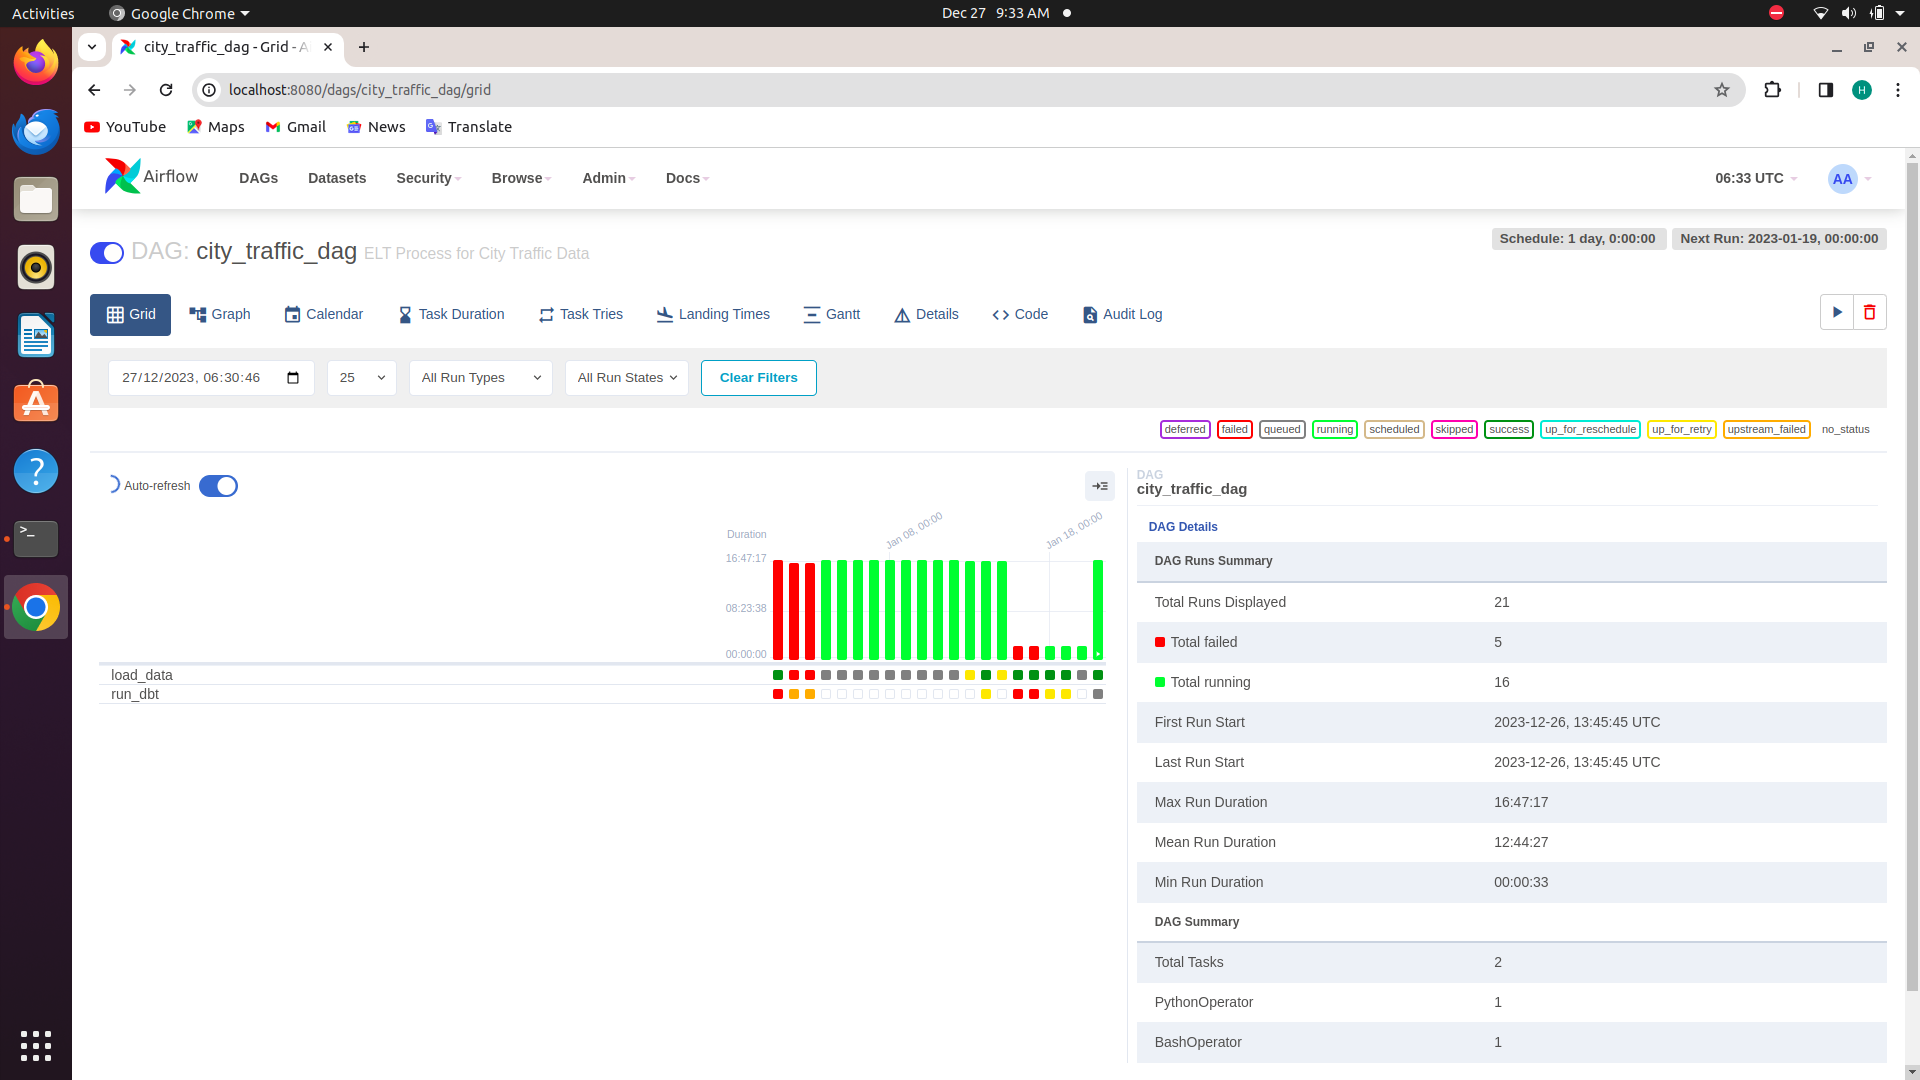 Activities Google Chrome Dec 27 9:33 AM
city_traffic_dag - Grid - A
localhost:8080/dags/city_traffic_dag/grid H
YouTube Maps Gmail News Translate
Airflow DAGs Datasets Security Browse Admin Docs 06:33 UTC AA
DAG: city_traffic_dag ELT Process for City Traffic Data Schedule: 1 day, 0:00:00 Next Run: 2023-01-19, 00:00:00
Grid Graph Calendar Task Duration Task Tries Landing Times Gantt Details Code Audit Log
27/12/2023, 06:30:46 25 All Run Types All Run States Clear Filters
deferred failed queued running scheduled skipped success up_for_reschedule up_for_retry upstream_failed no_status
Auto-refresh
Duration
Jan 08, 00:00 Jan 18, 00:00
16:47:17
08:23:38
00:00:00
load_data
run_dbt
DAG
city_traffic_dag
DAG Details
DAG Runs Summary
Total Runs Displayed 21
Total failed 5
Total running 16
First Run Start 2023-12-26, 13:45:45 UTC
Last Run Start 2023-12-26, 13:45:45 UTC
Max Run Duration 16:47:17
Mean Run Duration 12:44:27
Min Run Duration 00:00:33
DAG Summary
Total Tasks 2
PythonOperator 1
BashOperator 1